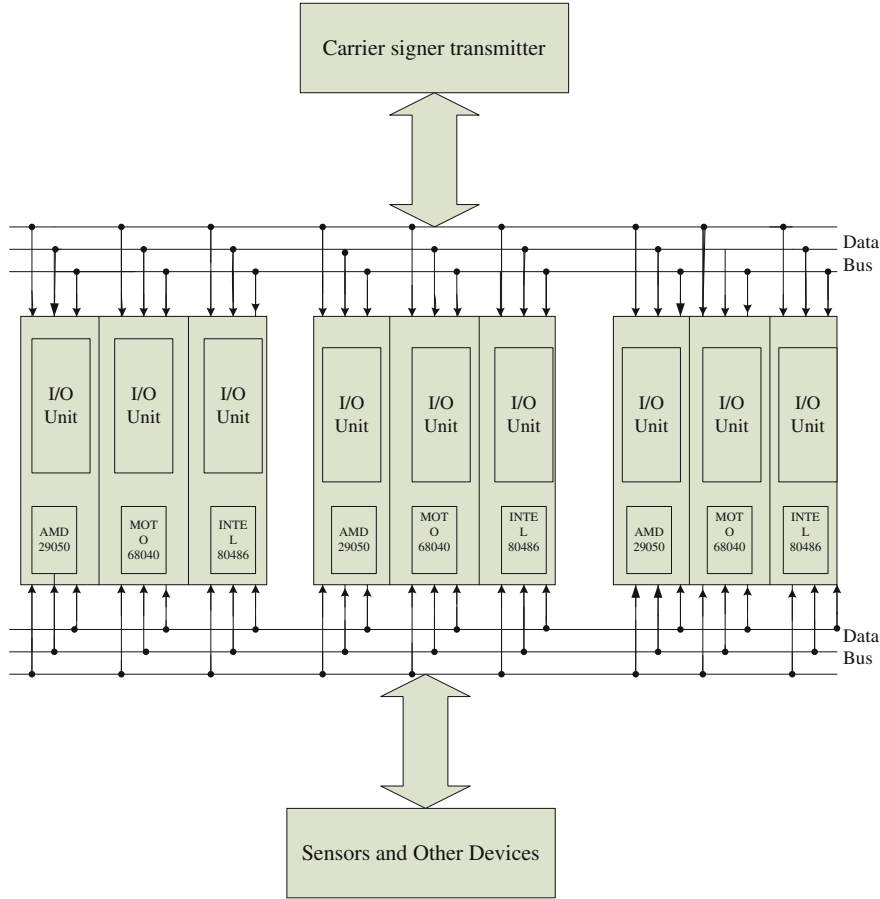 Carrier signer transmitter
Data
Bus
I/O
Unit
I/O
Unit
I/O
Unit
I/O
Unit
I/O
Unit
I/O
Unit
I/O
Unit
I/O
Unit
I/O
Unit
AMD
29050
MOT
O
68040
INTE
L
80486
AMD
29050
MOT
O
68040
INTE
L
80486
AMD
29050
MOT
O
68040
INTE
L
80486
Data
Bus
Sensors and Other Devices